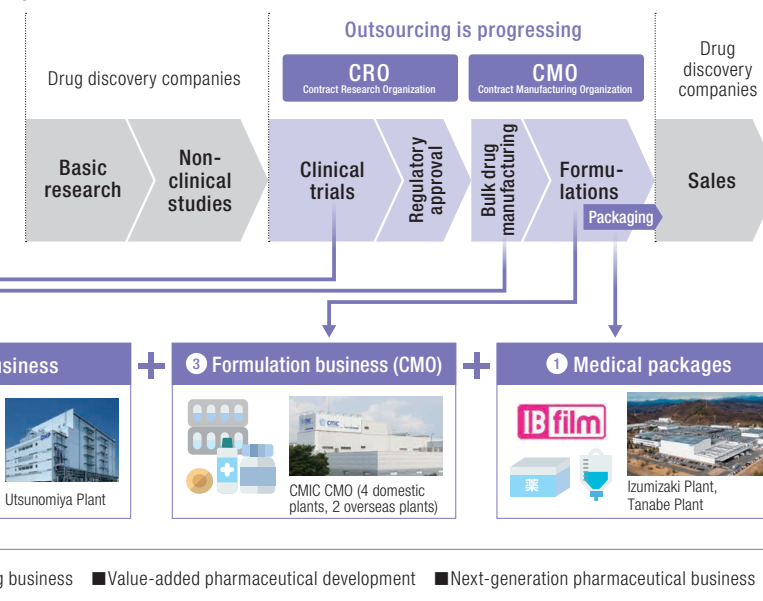 Outsourcing is progressing
Drug discovery companies
CRO
Contract Research Organization
CMO
Contract Manufacturing Organization
Drug
discovery
companies
Basic
research
Non-
clinical
studies
Clinical
trials
Regulatory
approval
Bulk drug
manufacturing
Formu-
lations
Packaging
Sales
usiness
Utsunomiya Plant
3 Formulation business (CMO)
CMIC
CMIC CMO (4 domestic
plants, 2 overseas plants)
1 Medical packages
IB film
薬
Izumizaki Plant,
Tanabe Plant
g business ■Value-added pharmaceutical development ■Next-generation pharmaceutical business